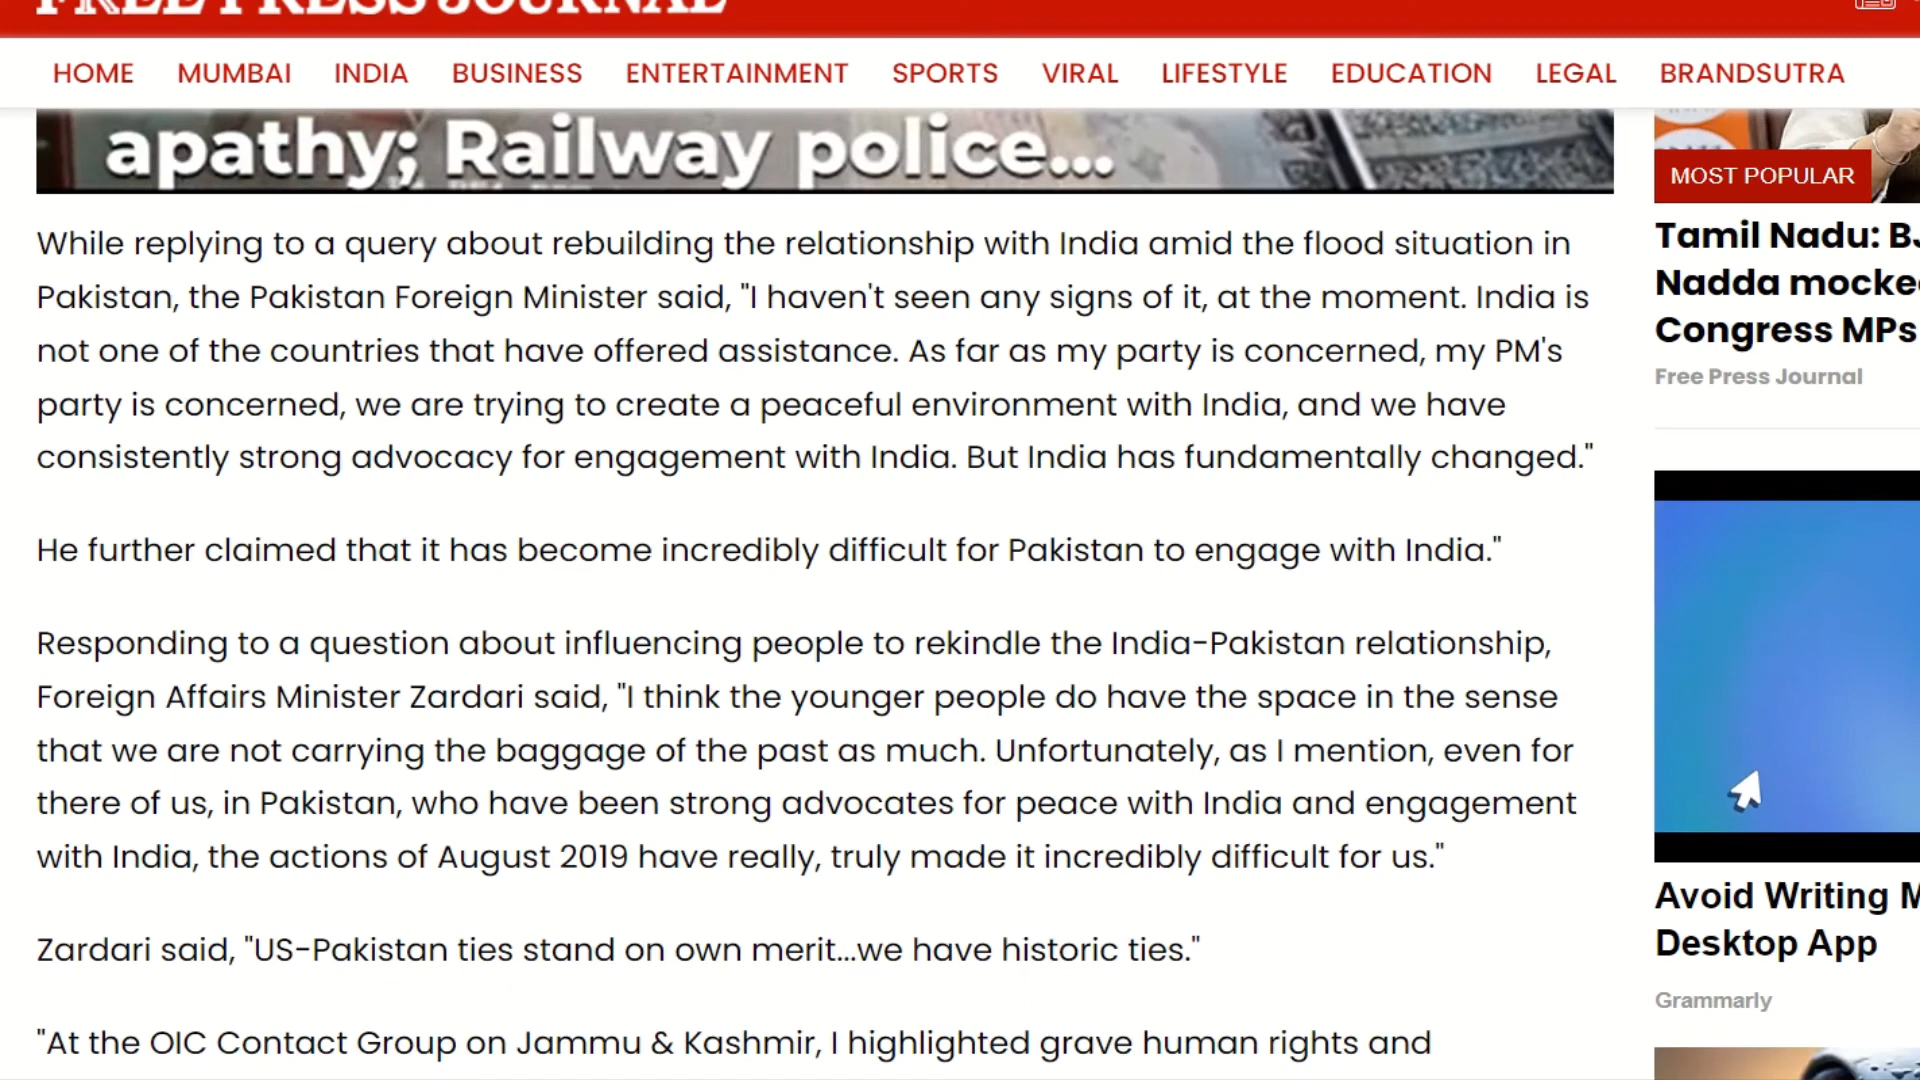 FREE PRESS JOURNAL
HOME MUMBAI INDIA BUSINESS ENTERTAINMENT SPORTS VIRAL LIFESTYLE EDUCATION LEGAL BRANDSUTRA
apathy; Railway police...
While replying to a query about rebuilding the relationship with India amid the flood situation in
Pakistan, the Pakistan Foreign Minister said, "I haven't seen any signs of it, at the moment. India is
not one of the countries that have offered assistance. As far as my party is concerned, my PM's
party is concerned, we are trying to create a peaceful environment with India, and we have
consistently strong advocacy for engagement with India. But India has fundamentally changed."
He further claimed that it has become incredibly difficult for Pakistan to engage with India."
Responding to a question about influencing people to rekindle the India-Pakistan relationship,
Foreign Affairs Minister Zardari said, "I think the younger people do have the space in the sense
that we are not carrying the baggage of the past as much. Unfortunately, as I mention, even for
there of us, in Pakistan, who have been strong advocates for peace with India and engagement
with India, the actions of August 2019 have really, truly made it incredibly difficult for us."
Zardari said, "US-Pakistan ties stand on own merit...we have historic ties."
"At the OIC Contact Group on Jammu & Kashmir, I highlighted grave human rights and
MOST POPULAR
Tamil Nadu: BJ
Nadda mocke
Congress MPs
Free Press Journal
Avoid Writing M
Desktop App
Grammarly